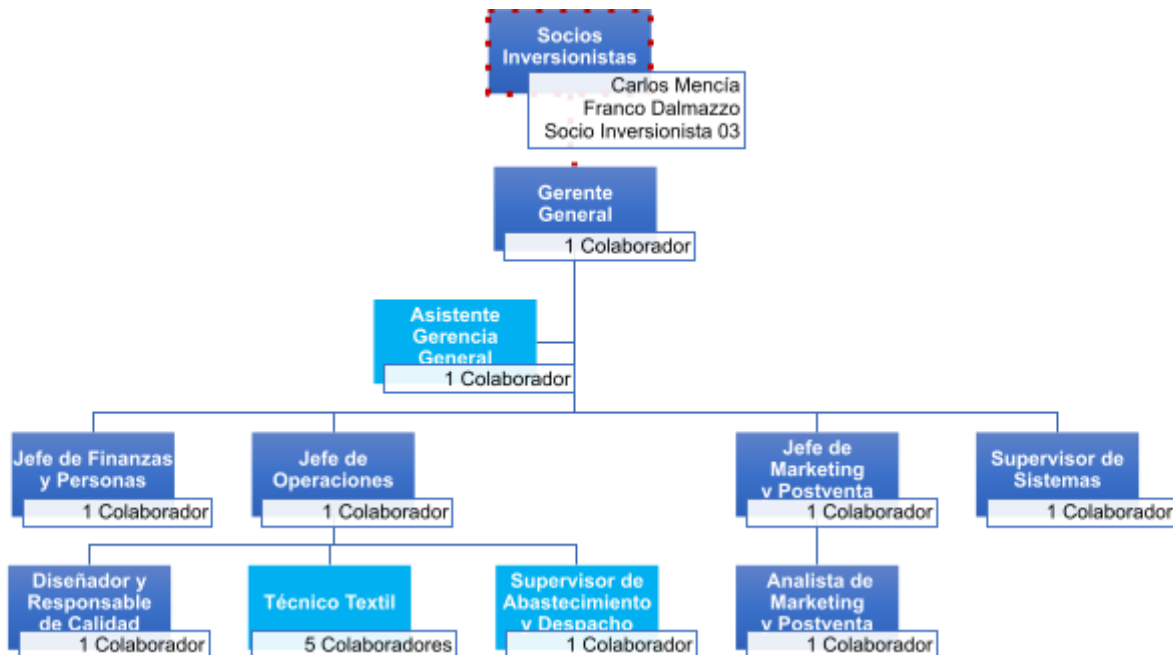 Socios
Inversionistas
Carlos Mencía
Franco Dalmazzo
Socio Inversionista 03
Gerente
General
1 Colaborador
Asistente
Gerencia
General
1 Colaborador
Jefe de Finanzas
y Personas
1 Colaborador
Jefe de
Operaciones
1 Colaborador
Jefe de
Marketing
y Postventa
1 Colaborador
Supervisor de
Sistemas
1 Colaborador
Diseñador y
Responsable
de Calidad
1 Colaborador
Técnico Textil
5 Colaboradores
Supervisor de
Abastecimiento
y Despacho
1 Colaborador
Analista de
Marketing
y Postventa
1 Colaborador